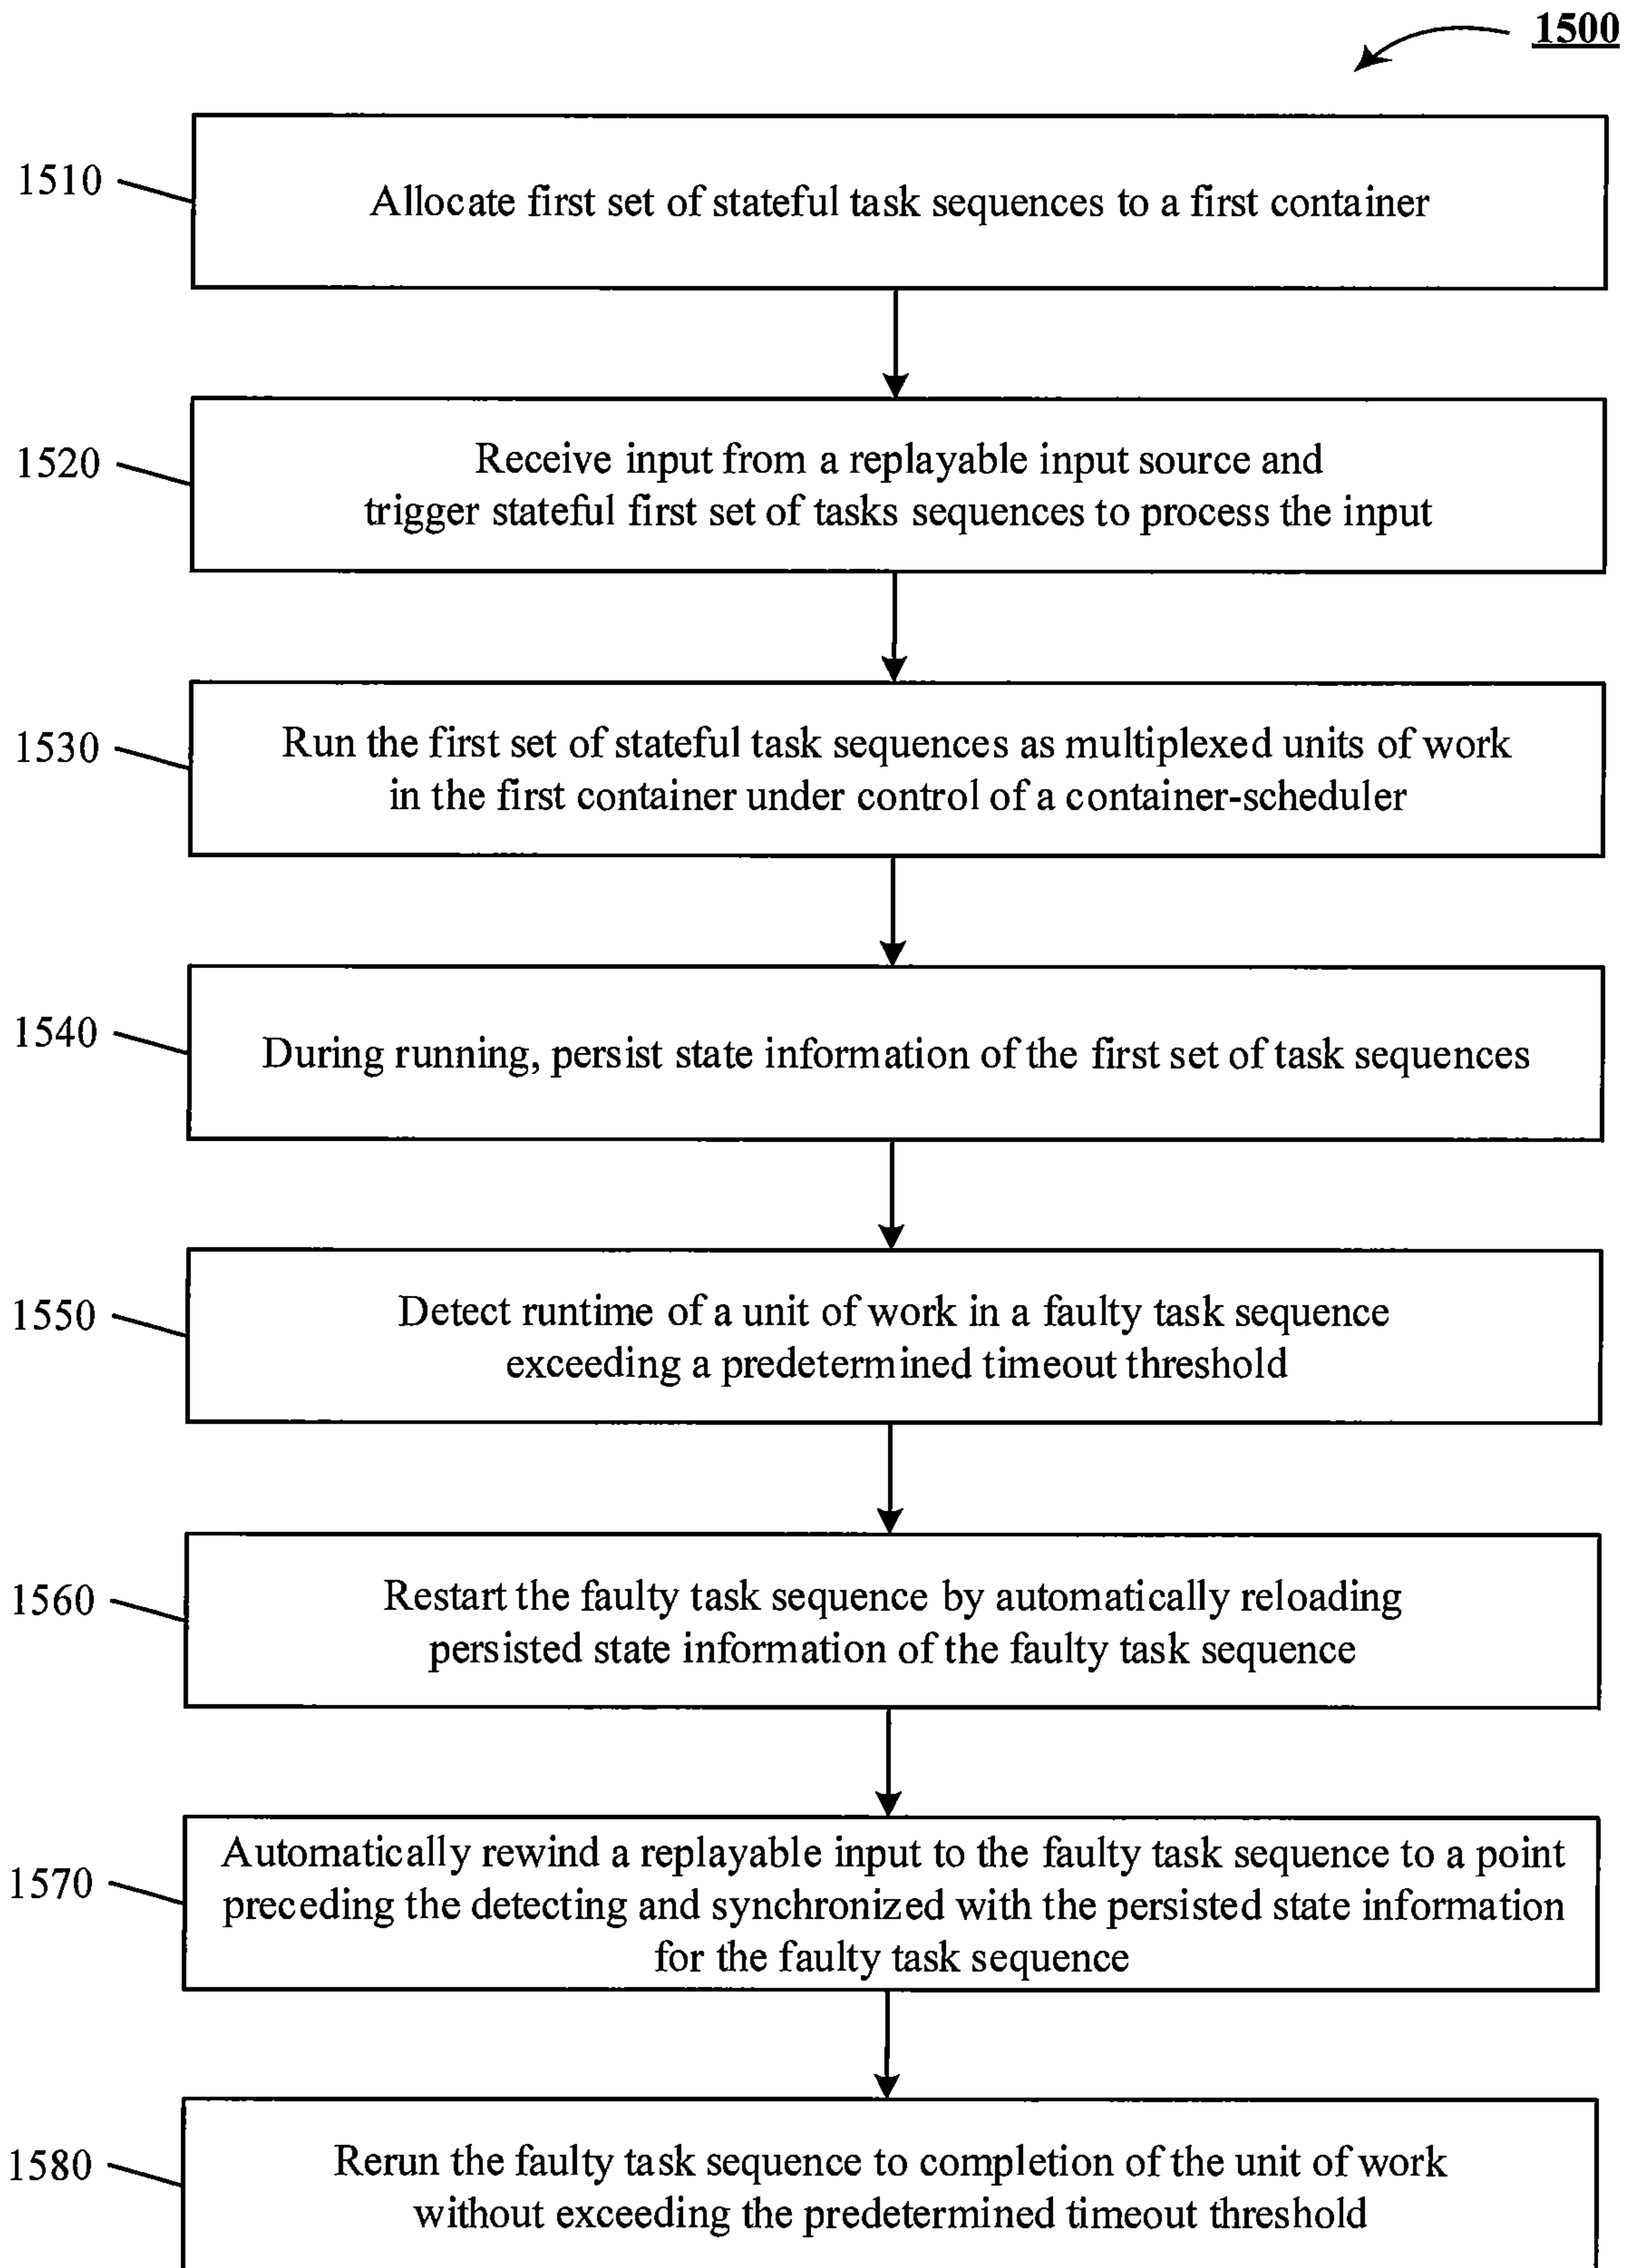 1500
1510
Allocate first set of stateful task sequences to a first container
1520
Receive input from a replayable input source and
trigger stateful first set of tasks sequences to process the input
1530
Run the first set of stateful task sequences as multiplexed units of work
in the first container under control of a container-scheduler
1540
During running, persist state information of the first set of task sequences
1550
Detect runtime of a unit of work in a faulty task sequence
exceeding a predetermined timeout threshold
1560
Restart the faulty task sequence by automatically reloading
persisted state information of the faulty task sequence
1570
Automatically rewind a replayable input to the faulty task sequence to a point
preceding the detecting and synchronized with the persisted state information
for the faulty task sequence
1580
Rerun the faulty task sequence to completion of the unit of work
without exceeding the predetermined timeout threshold